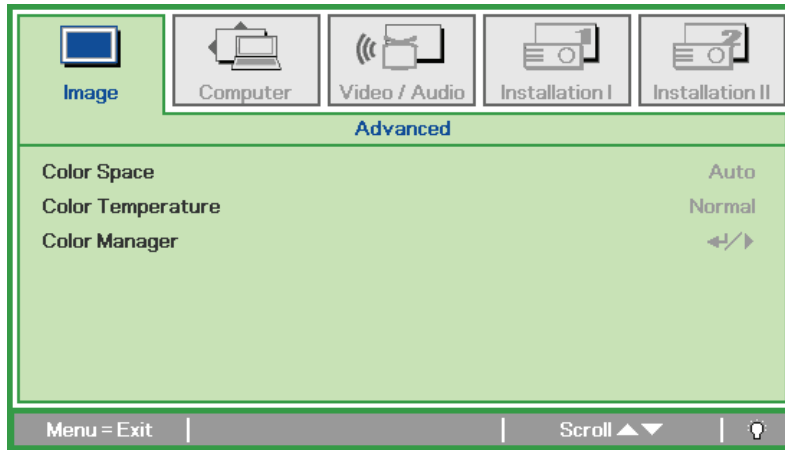 Image
Computer
Video / Audio
Installation I
Installation II
Advanced
Color Space Auto
Color Temperature Normal
Color Manager
Menu = Exit Scroll